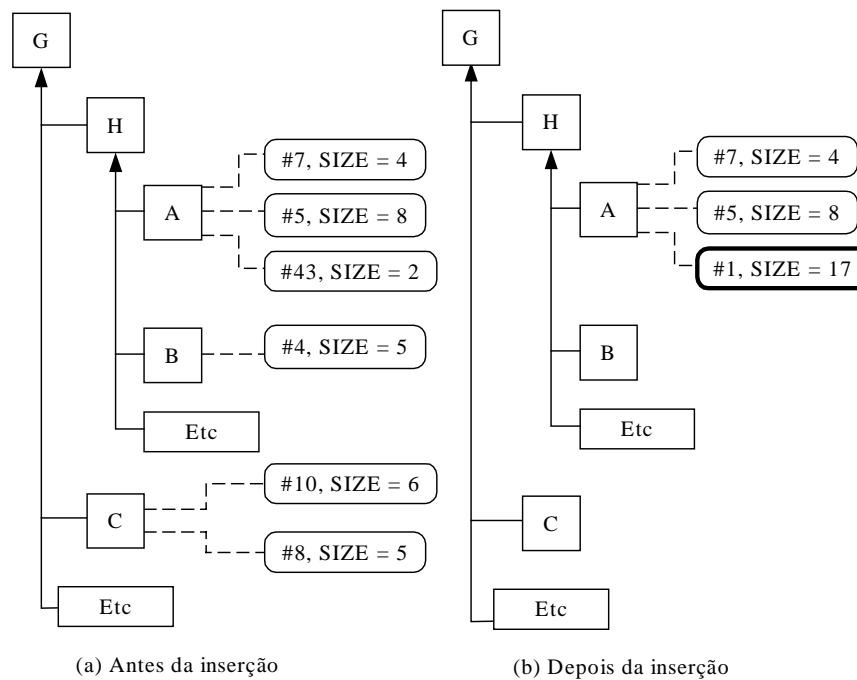 G
H
#7, SIZE = 4
A
#5, SIZE = 8
#43, SIZE = 2
B
#4, SIZE = 5
Etc
#10, SIZE = 6
C
#8, SIZE = 5
Etc
(a) Antes da inserção
G
H
#7, SIZE = 4
A
#5, SIZE = 8
#1, SIZE = 17
B
Etc
C
Etc
(b) Depois da inserção